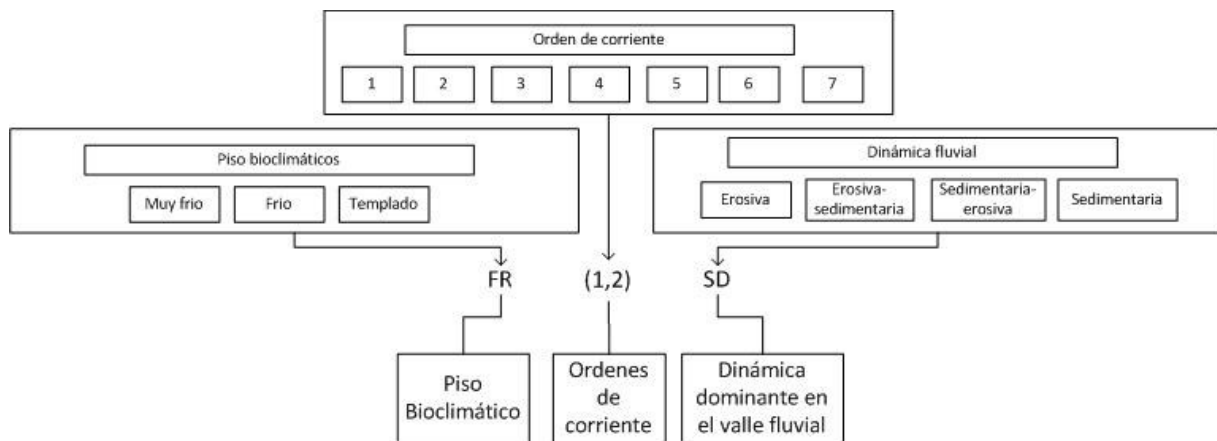 Orden de corriente
1 2 3 4 5 6 7
Piso bioclimáticos
Muy frio Frio Templado
Dinámica fluvial
Erosiva
Erosiva-
sedimentaria
Sedimentaria-
erosiva
Sedimentaria
FR (1,2) SD
Piso
Bioclimático
Ordenes
de
corriente
Dinámica
dominante en
el valle fluvial